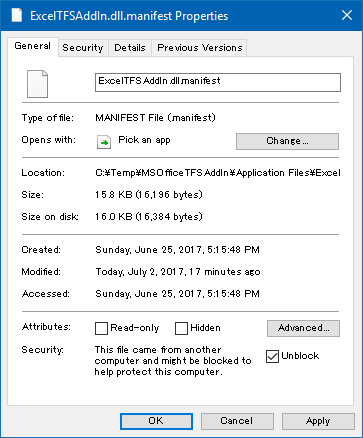 ExcelTFSAddIn.dll.manifest Properties
General Security Details Previous Versions
ExcelTFSAddIn.dll.manifest
Type of file: MANIFEST File (.manifest)
Opens with: Pick an app Change...
Location: C:¥Temp¥MSOfficeTFSAddIn¥Application Files¥Excel
Size: 15.8 KB (16,196 bytes)
Size on disk: 16.0 KB (16,384 bytes)
Created: Sunday, June 25, 2017, 5:15:48 PM
Modified: Today, July 2, 2017, 17 minutes ago
Accessed: Sunday, June 25, 2017, 5:15:48 PM
Attributes: Read-only Hidden Advanced...
Security: This file came from another
computer and might be blocked to
help protect this computer.
Unblock
OK Cancel Apply